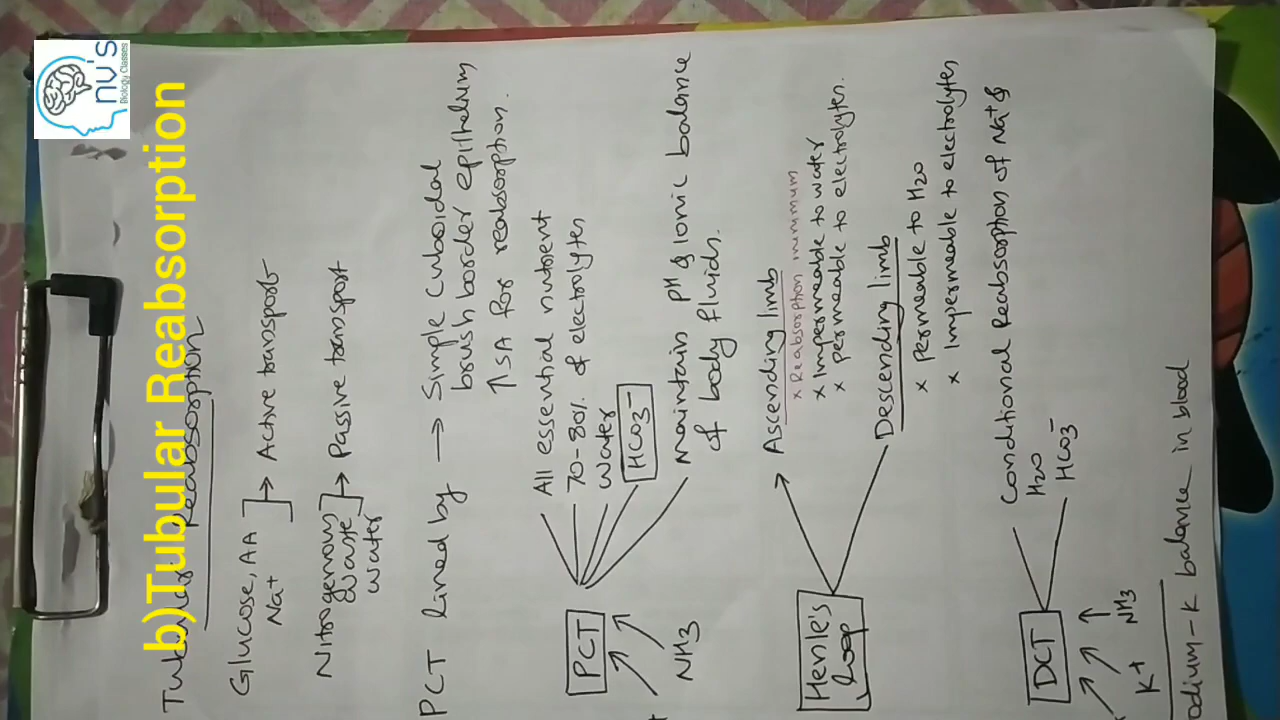 nv's
Biology Classes
b)Tubular Reabsorption
Tubular Reabsorption
Glucose, AA
Na+
→ Active transport
Nitrogenous
waste
water
→ Passive transport
PCT lined by → Simple cuboidal
brush border epithelium
↑SA for reabsorption.
PCT
NH3
All essential nutrient
70-80% of electrolytes
water
HCO3-
maintain pH & ionic balance
of body fluids.
Henle's
loop
Ascending limb
x Reabsorption minimum
x Impermeable to water
x permeable to electrolytes.
Descending limb
x permeable to H2O
x Impermeable to electrolytes
DCT
K+
NH3
Conditional Reabsorption of Na+ &
H2O
HCO3-
odium-K balance in blood